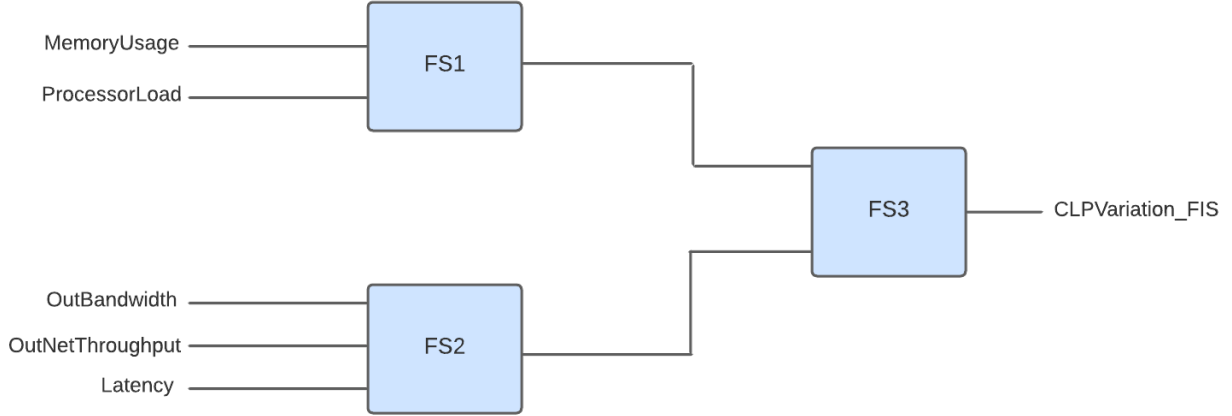 MemoryUsage
ProcessorLoad
FS1
FS3
CLPVariation_FIS
OutBandwidth
OutNetThroughput
Latency
FS2